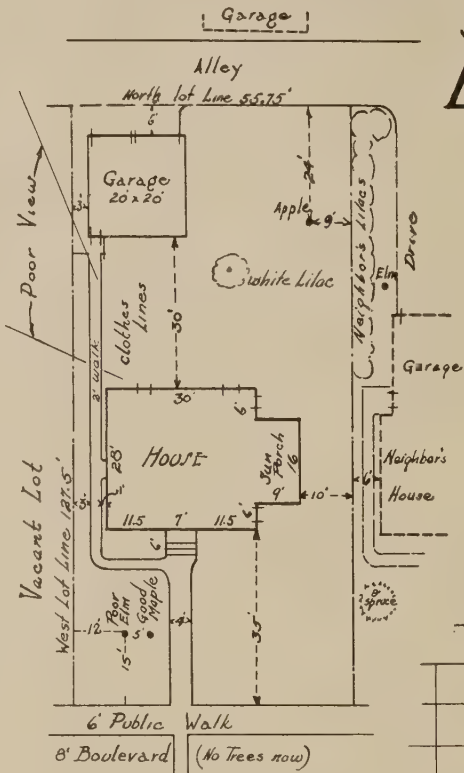 Garage
Alley
North lot Line 55.75'
6'
Garage
20' x 20'
3'
Poor View
24'
Apple
9'
Neighbor's Lilacs
Drive
Elm
White Lilac
Clothes
Lines
30'
2' Walk
Garage
30'
6'
28'
HOUSE
Sun
Porch
16
9'
10'
6'
Neighbor's
House
3'
11.5
7'
11.5
6'
6'
Vacant Lot
West Lot Line 127.5'
8'
Spruce
12'
Poor
Elm
Good
Maple
5'
4'
15'
35'
6' Public Walk
8' Boulevard (No Trees now)